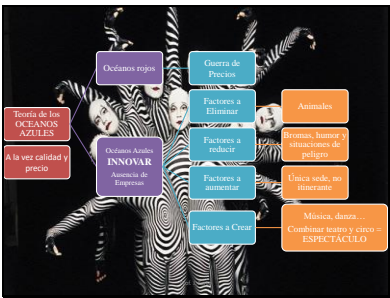 Teoría de los
OCEANOS
AZULES
A la vez calidad y
precio
Océanos rojos
Océanos Azules
INNOVAR
Ausencia de
Empresas
Guerra de
Precios
Factores a
Eliminar
Factores a
reducir
Factores a
aumentar
Factores a Crear
Animales
Bromas, humor y
situaciones de
peligro
Única sede, no
itinerante
Música, danza…
Combinar teatro y circo =
ESPECTÁCULO